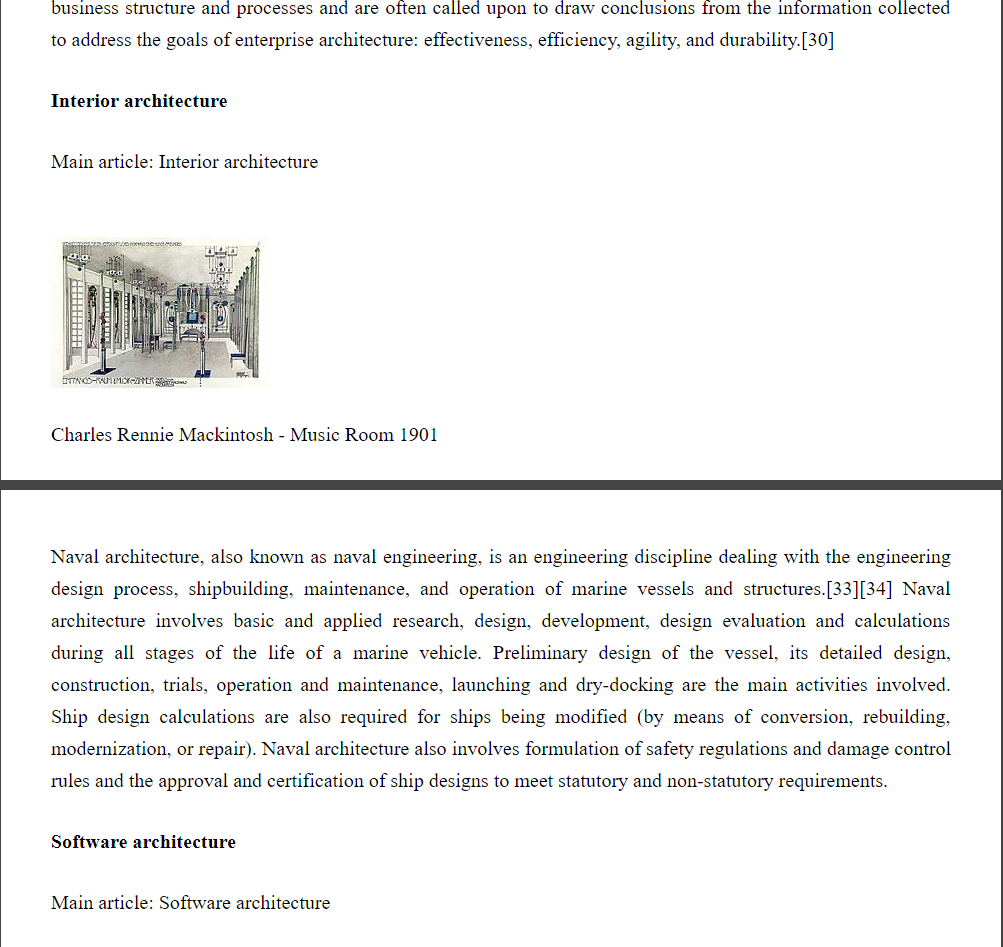 business structure and processes and are often called upon to draw conclusions from the information collected
to address the goals of enterprise architecture: effectiveness, efficiency, agility, and durability.[30]
Interior architecture
Main article: Interior architecture
Charles Rennie Mackintosh - Music Room 1901
Naval architecture, also known as naval engineering, is an engineering discipline dealing with the engineering
design process, shipbuilding, maintenance, and operation of marine vessels and structures.[33][34] Naval
architecture involves basic and applied research, design, development, design evaluation and calculations
during all stages of the life of a marine vehicle. Preliminary design of the vessel, its detailed design,
construction, trials, operation and maintenance, launching and dry-docking are the main activities involved.
Ship design calculations are also required for ships being modified (by means of conversion, rebuilding,
modernization, or repair). Naval architecture also involves formulation of safety regulations and damage control
rules and the approval and certification of ship designs to meet statutory and non-statutory requirements.
Software architecture
Main article: Software architecture